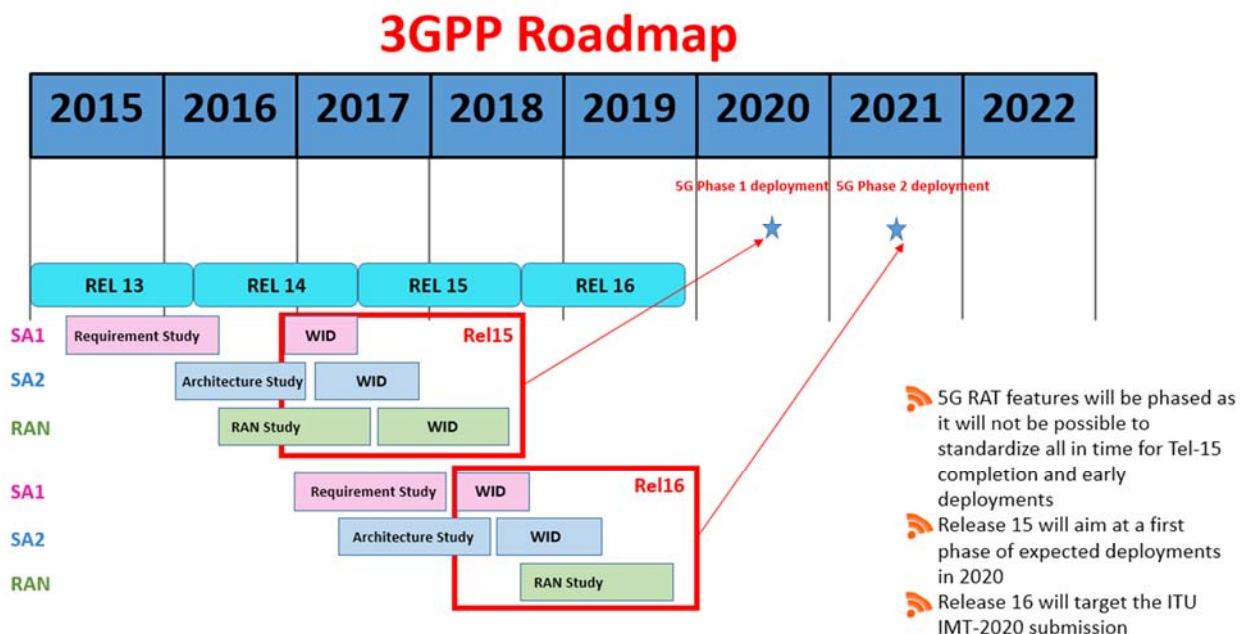 3GPP Roadmap
2015 2016 2017 2018 2019 2020 2021 2022
5G Phase 1 deployment 5G Phase 2 deployment
REL 13 REL 14 REL 15 REL 16
SA1 Requirement Study WID Rel15
SA2 Architecture Study WID
RAN RAN Study WID
SA1 Requirement Study WID Rel16
SA2 Architecture Study WID
RAN RAN Study
5G RAT features will be phased as
it will not be possible to
standardize all in time for Tel-15
completion and early
deployments
Release 15 will aim at a first
phase of expected deployments
in 2020
Release 16 will target the ITU
IMT-2020 submission